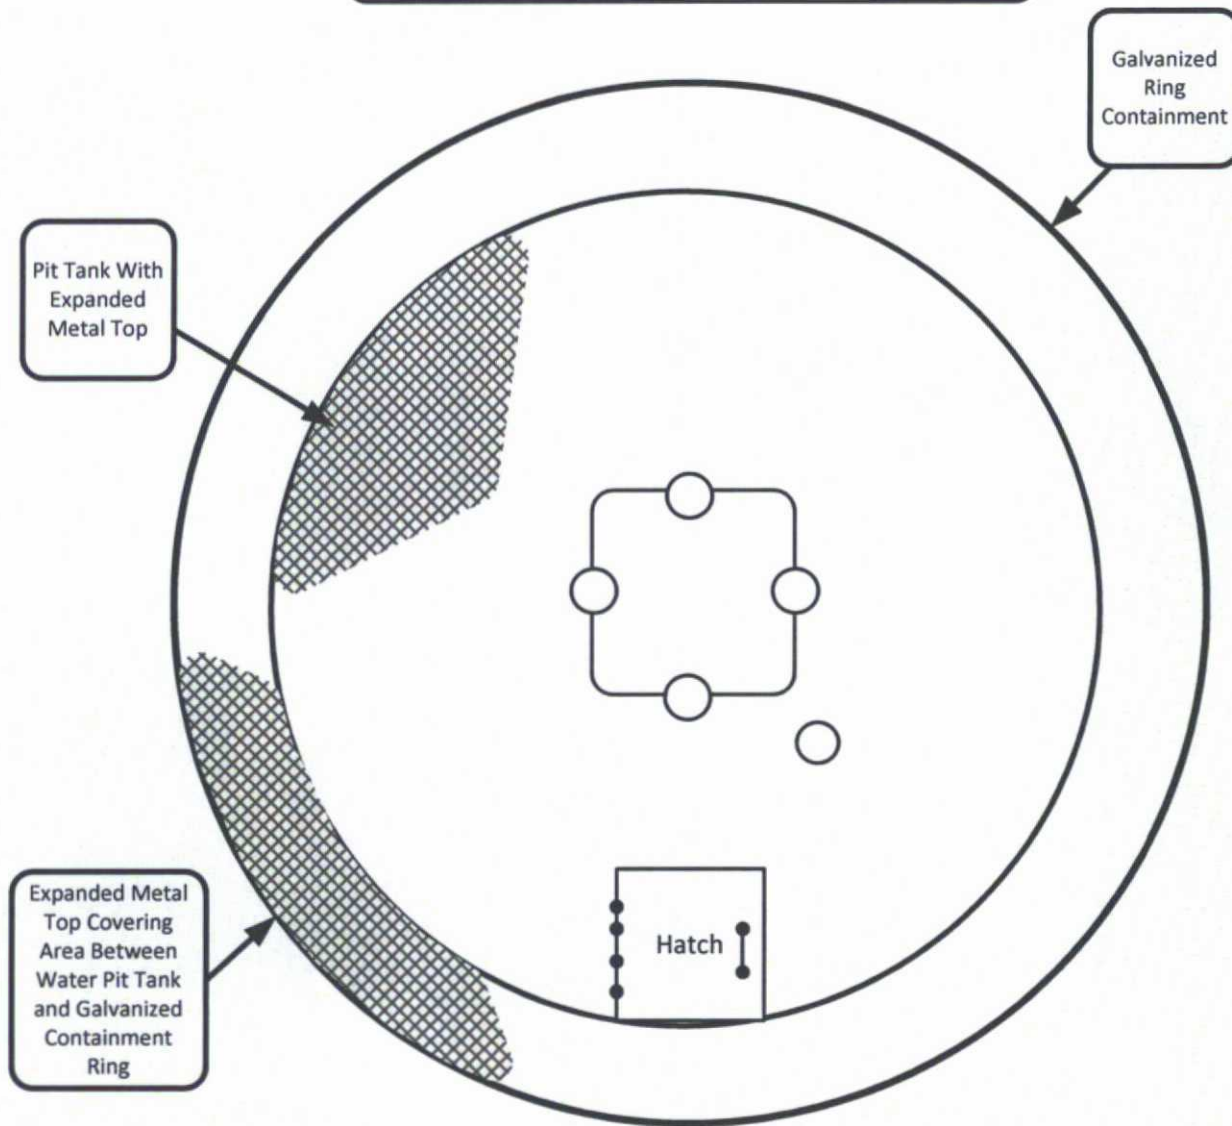 Galvanized
Ring
Containment
Pit Tank With
Expanded
Metal Top
Expanded Metal
Top Covering
Area Between
Water Pit Tank
and Galvanized
Containment
Ring
Hatch